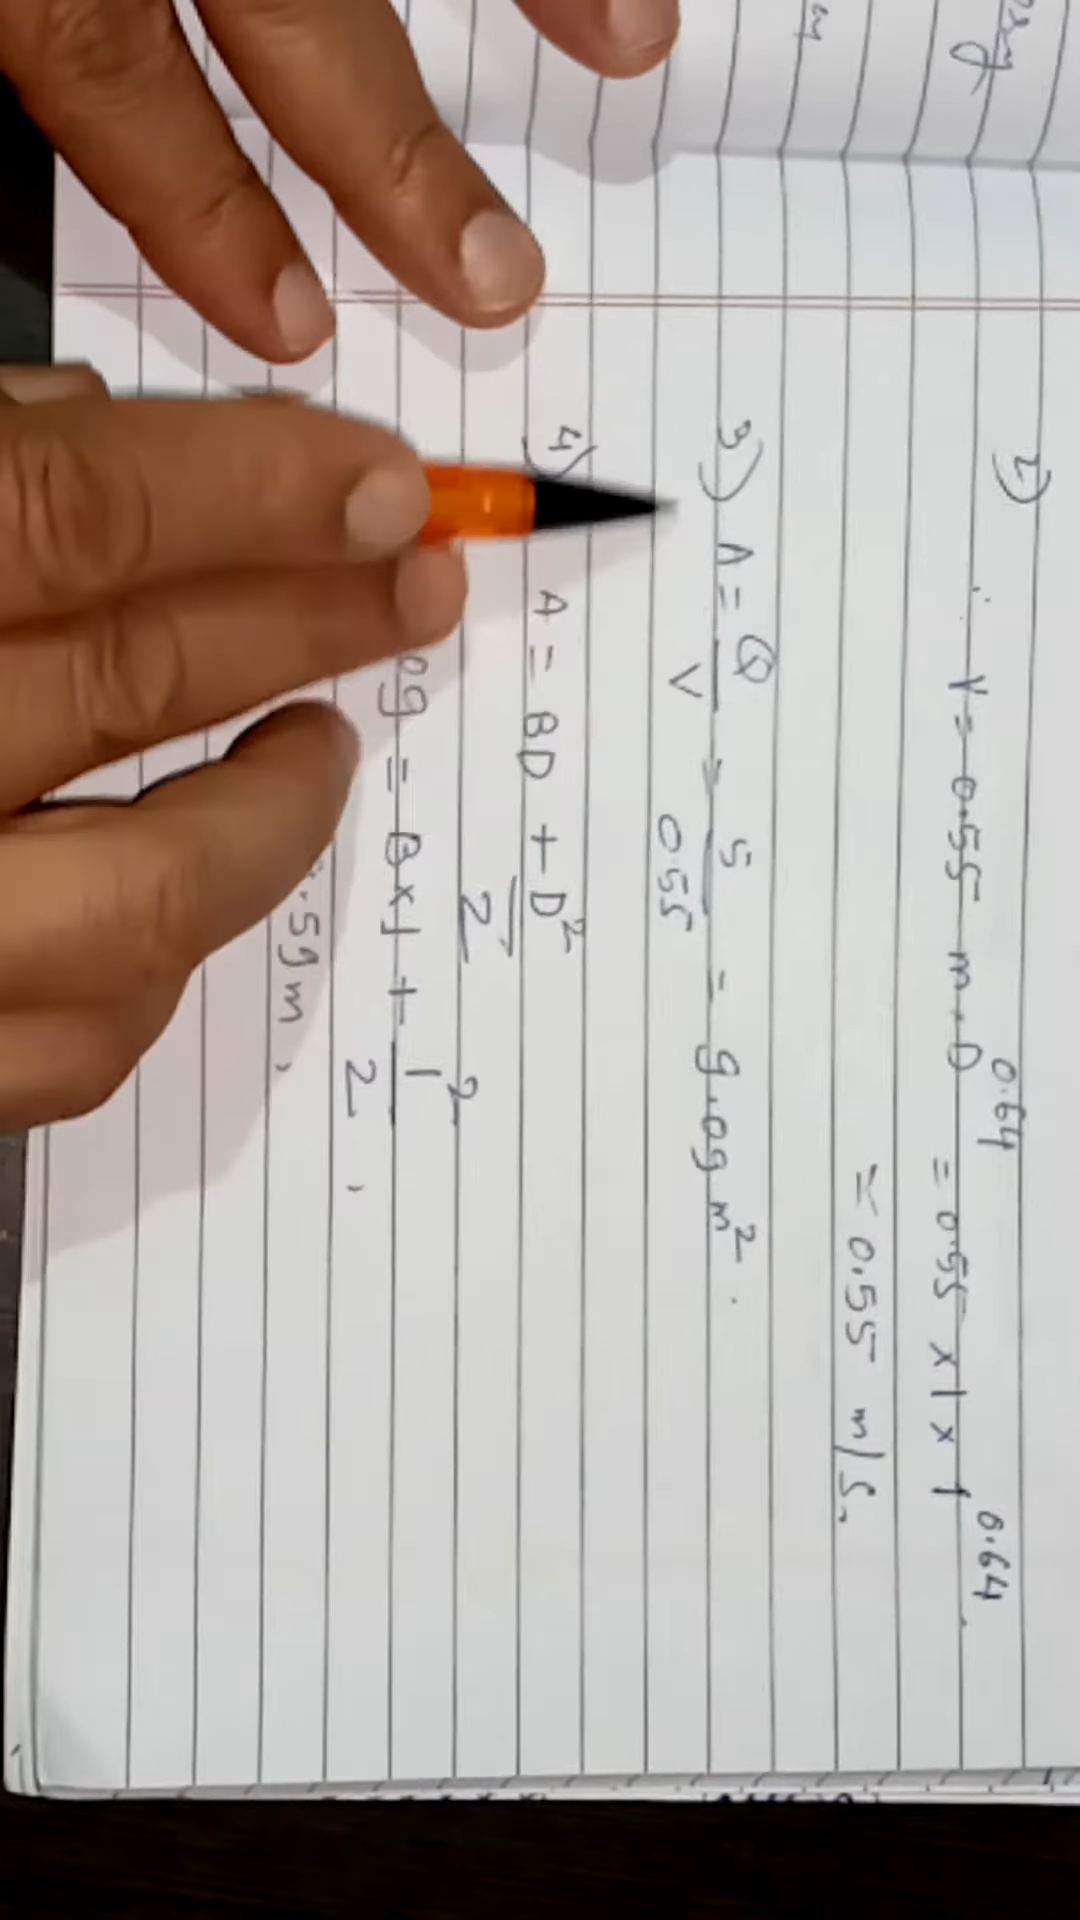 2)
∴ V = 0.55 m · D^0.64 = 0.55 x 1 x 1^0.64.
= 0.55 m/s.
3) A = Q/V = 5/0.55 = 9.09 m².
4) A = BD + D²/2
09 = B x 1 + 1²/2,
.59 m,